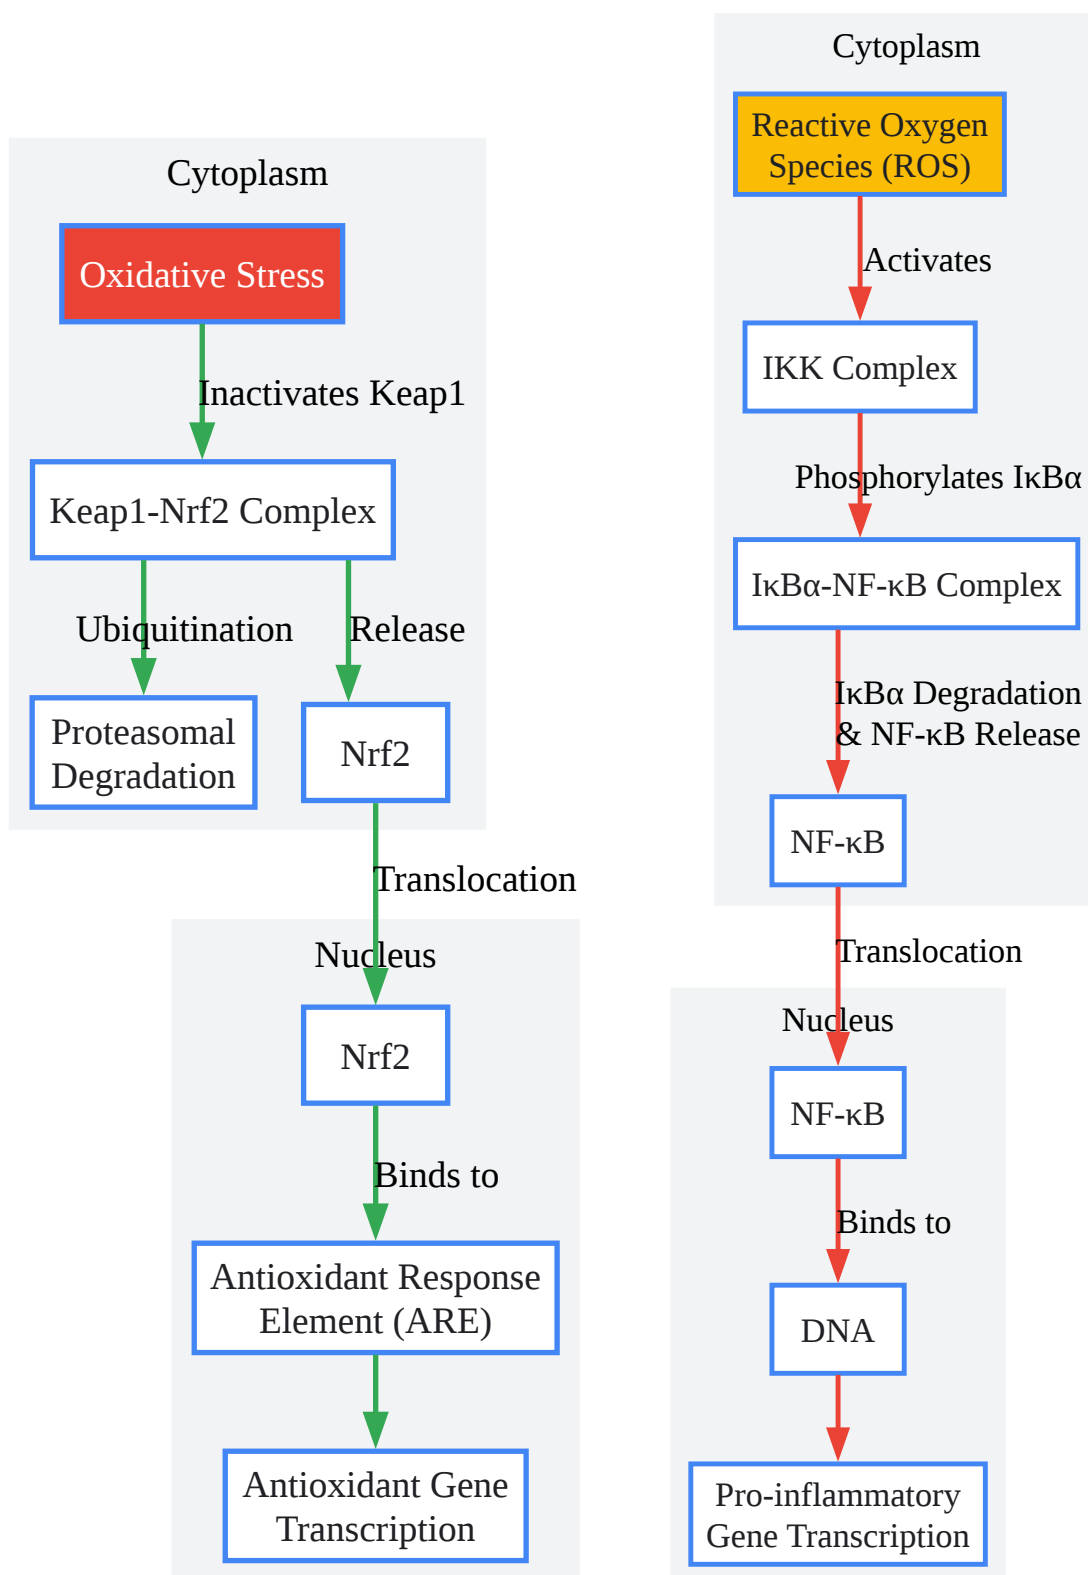 Cytoplasm
Oxidative Stress
Inactivates Keap1
Keap1-Nrf2 Complex
Ubiquitination
Release
Proteasomal
Degradation
Nrf2
Translocation
Nucleus
Nrf2
Binds to
Antioxidant Response
Element (ARE)
Antioxidant Gene
Transcription
Cytoplasm
Reactive Oxygen
Species (ROS)
Activates
IKK Complex
Phosphorylates IκBα
IκBα-NF-κB Complex
IκBα Degradation
& NF-κB Release
NF-κB
Translocation
Nucleus
NF-κB
Binds to
DNA
Pro-inflammatory
Gene Transcription